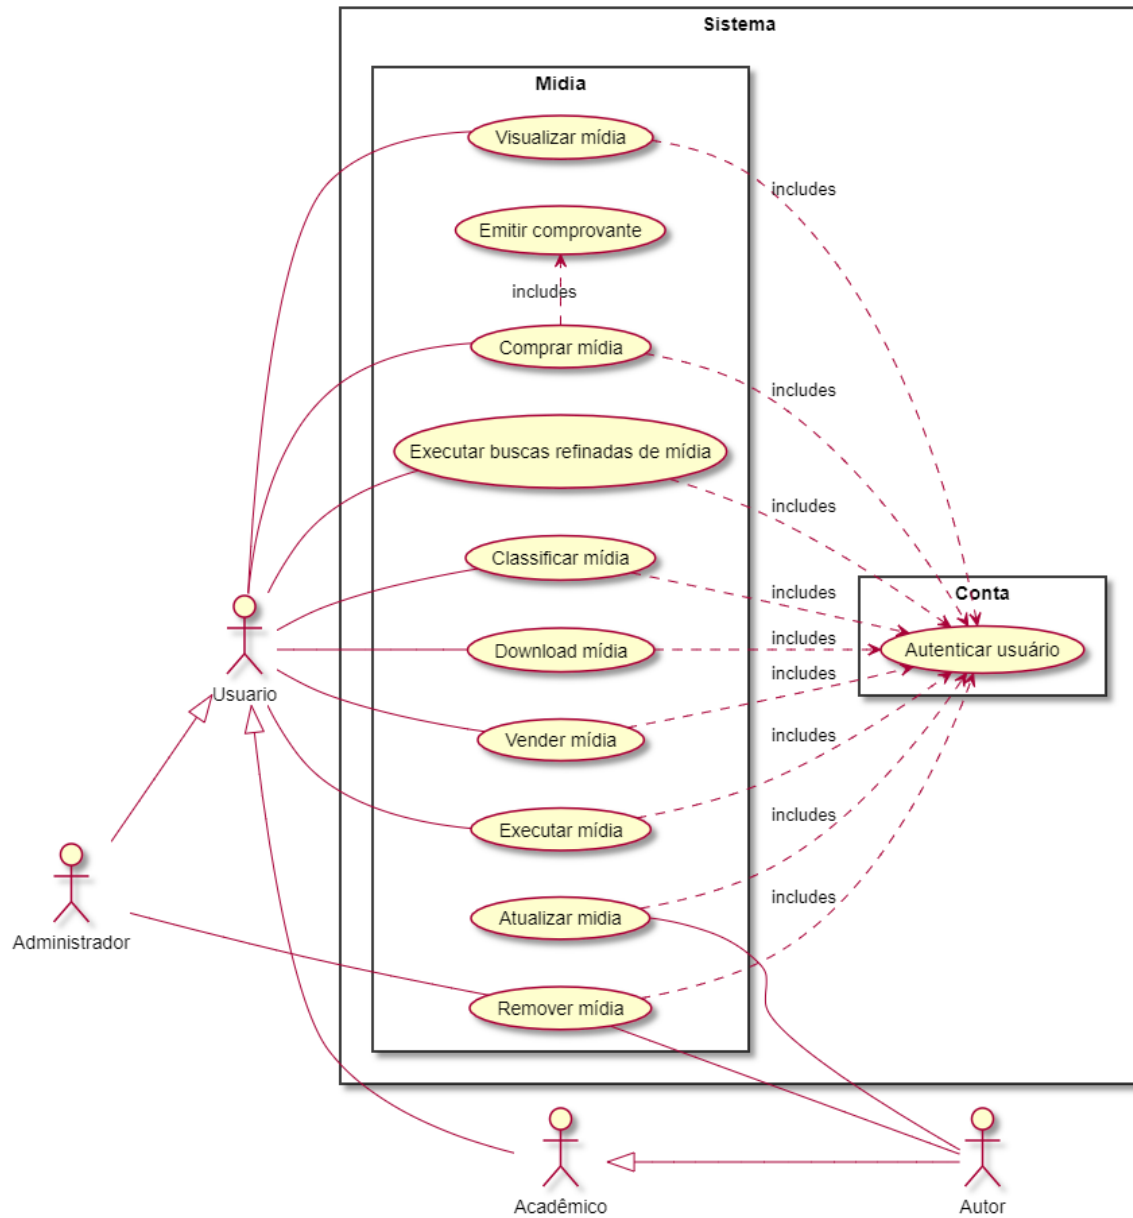 Sistema
Midia
Visualizar mídia
includes
Emitir comprovante
includes
Comprar mídia
includes
Executar buscas refinadas de mídia
includes
Classificar mídia
includes
Conta
Download mídia
includes
Autenticar usuário
includes
Usuario
Vender mídia
includes
Executar mídia
includes
Atualizar midia
includes
Administrador
Remover mídia
Acadêmico
Autor